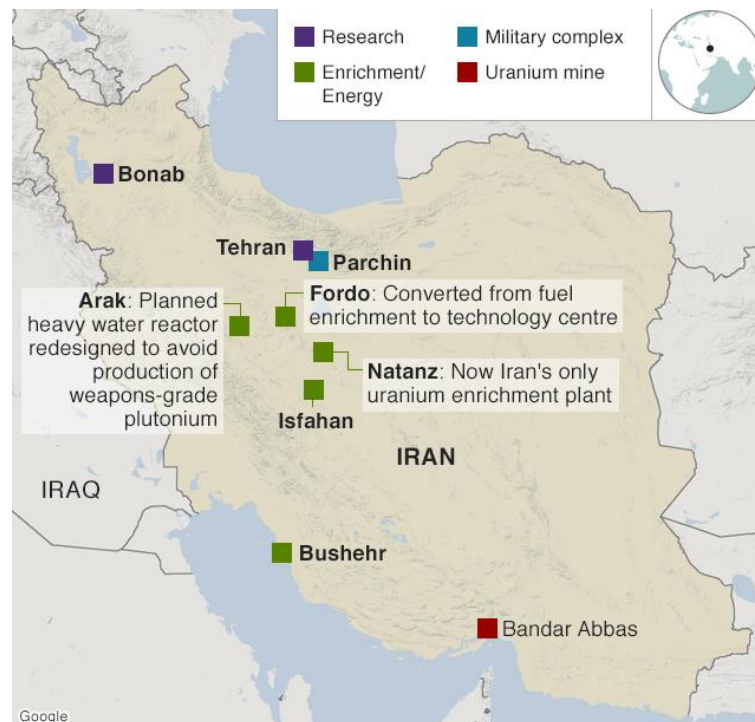 Research
Military complex
Enrichment/
Energy
Uranium mine
Bonab
Tehran
Parchin
Arak: Planned
heavy water reactor
redesigned to avoid
production of
weapons-grade
plutonium
Fordo: Converted from fuel
enrichment to technology centre
Natanz: Now Iran's only
uranium enrichment plant
Isfahan
IRAN
IRAQ
Bushehr
Bandar Abbas
Google